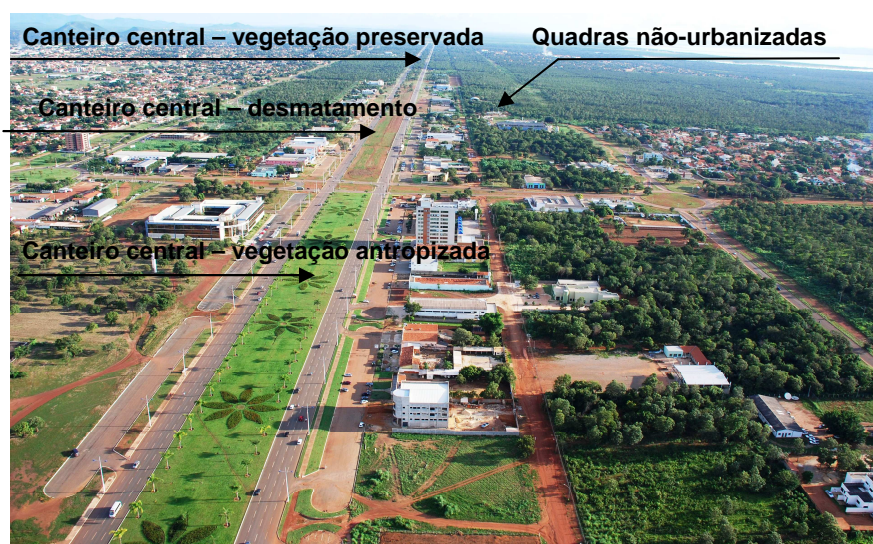 Canteiro central – vegetação preservada
Quadras não-urbanizadas
Canteiro central – desmatamento
Canteiro central – vegetação antropizada